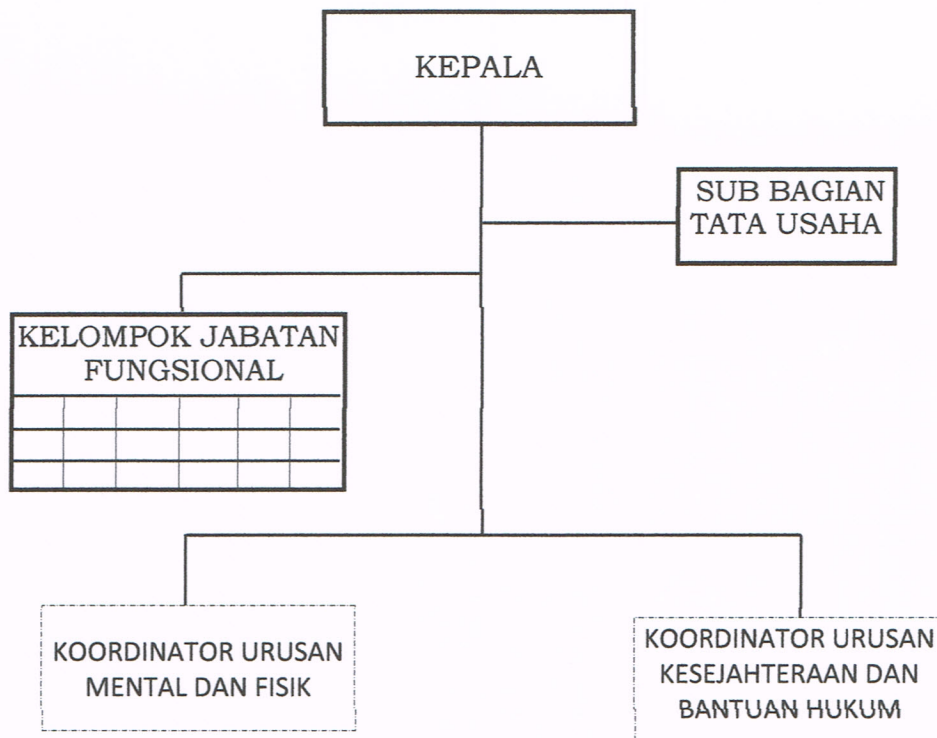 KEPALA
SUB BAGIAN
TATA USAHA
KELOMPOK JABATAN
FUNGSIONAL
KOORDINATOR URUSAN
MENTAL DAN FISIK
KOORDINATOR URUSAN
KESEJAHTERAAN DAN
BANTUAN HUKUM